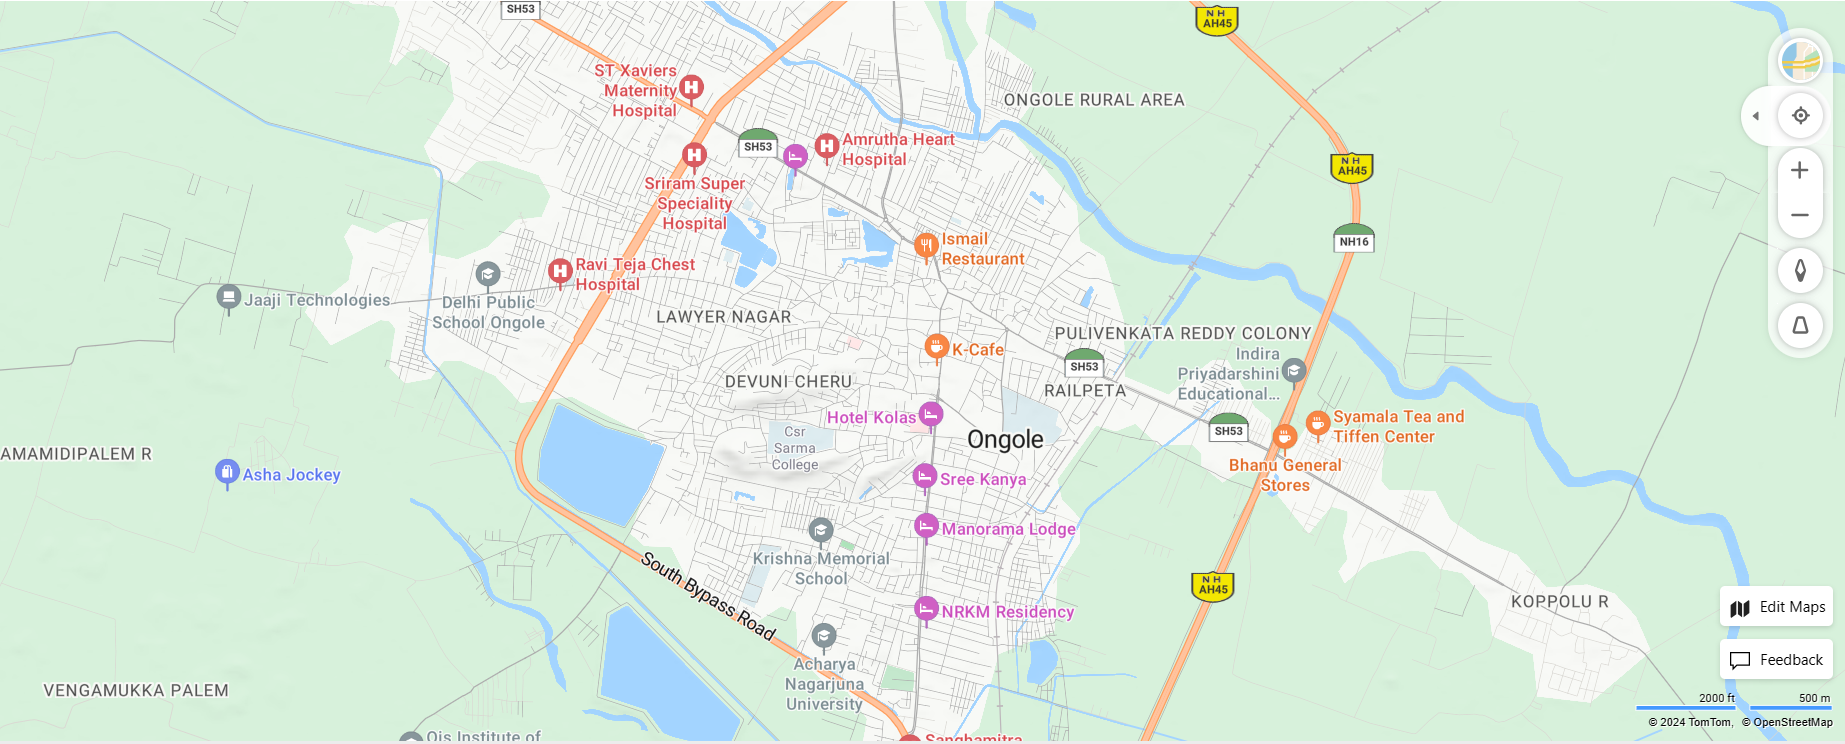 SH53
N H
AH45
ST Xaviers
Maternity
Hospital
ONGOLE RURAL AREA
SH53
Amrutha Heart
Hospital
N H
AH45
Sriram Super
Speciality
Hospital
Ismail
Restaurant
NH16
Ravi Teja Chest
Hospital
Jaaji Technologies
Delhi Public
School Ongole
LAWYER NAGAR
PULIVENKATA REDDY COLONY
K-Cafe
SH53
Indira
Priyadarshini
Educational...
DEVUNI CHERU
RAILPETA
Hotel Kolas
Syamala Tea and
Tiffen Center
SH53
Csr
Sarma
College
Ongole
AMAMIDIPALEM R
Asha Jockey
Bhanu General
Stores
Sree Kanya
Manorama Lodge
Krishna Memorial
School
South Bypass Road
N H
AH45
NRKM Residency
KOPPOLU R
Edit Maps
Acharya
Nagarjuna
University
Feedback
VENGAMUKKA PALEM
2000 ft
500 m
© 2024 TomTom, © OpenStreetMap
Qis Institute of
Sanghamitra